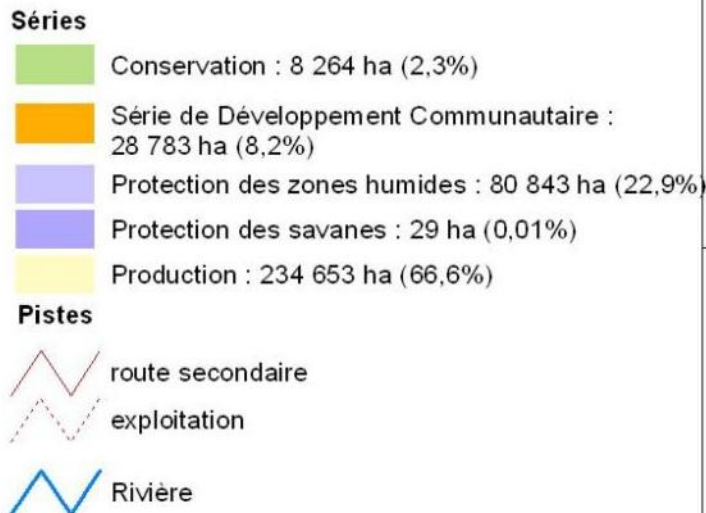 Séries
Conservation : 8 264 ha (2,3%)
Série de Développement Communautaire :
28 783 ha (8,2%)
Protection des zones humides : 80 843 ha (22,9%)
Protection des savanes : 29 ha (0,01%)
Production : 234 653 ha (66,6%)
Pistes
route secondaire
exploitation
Rivière